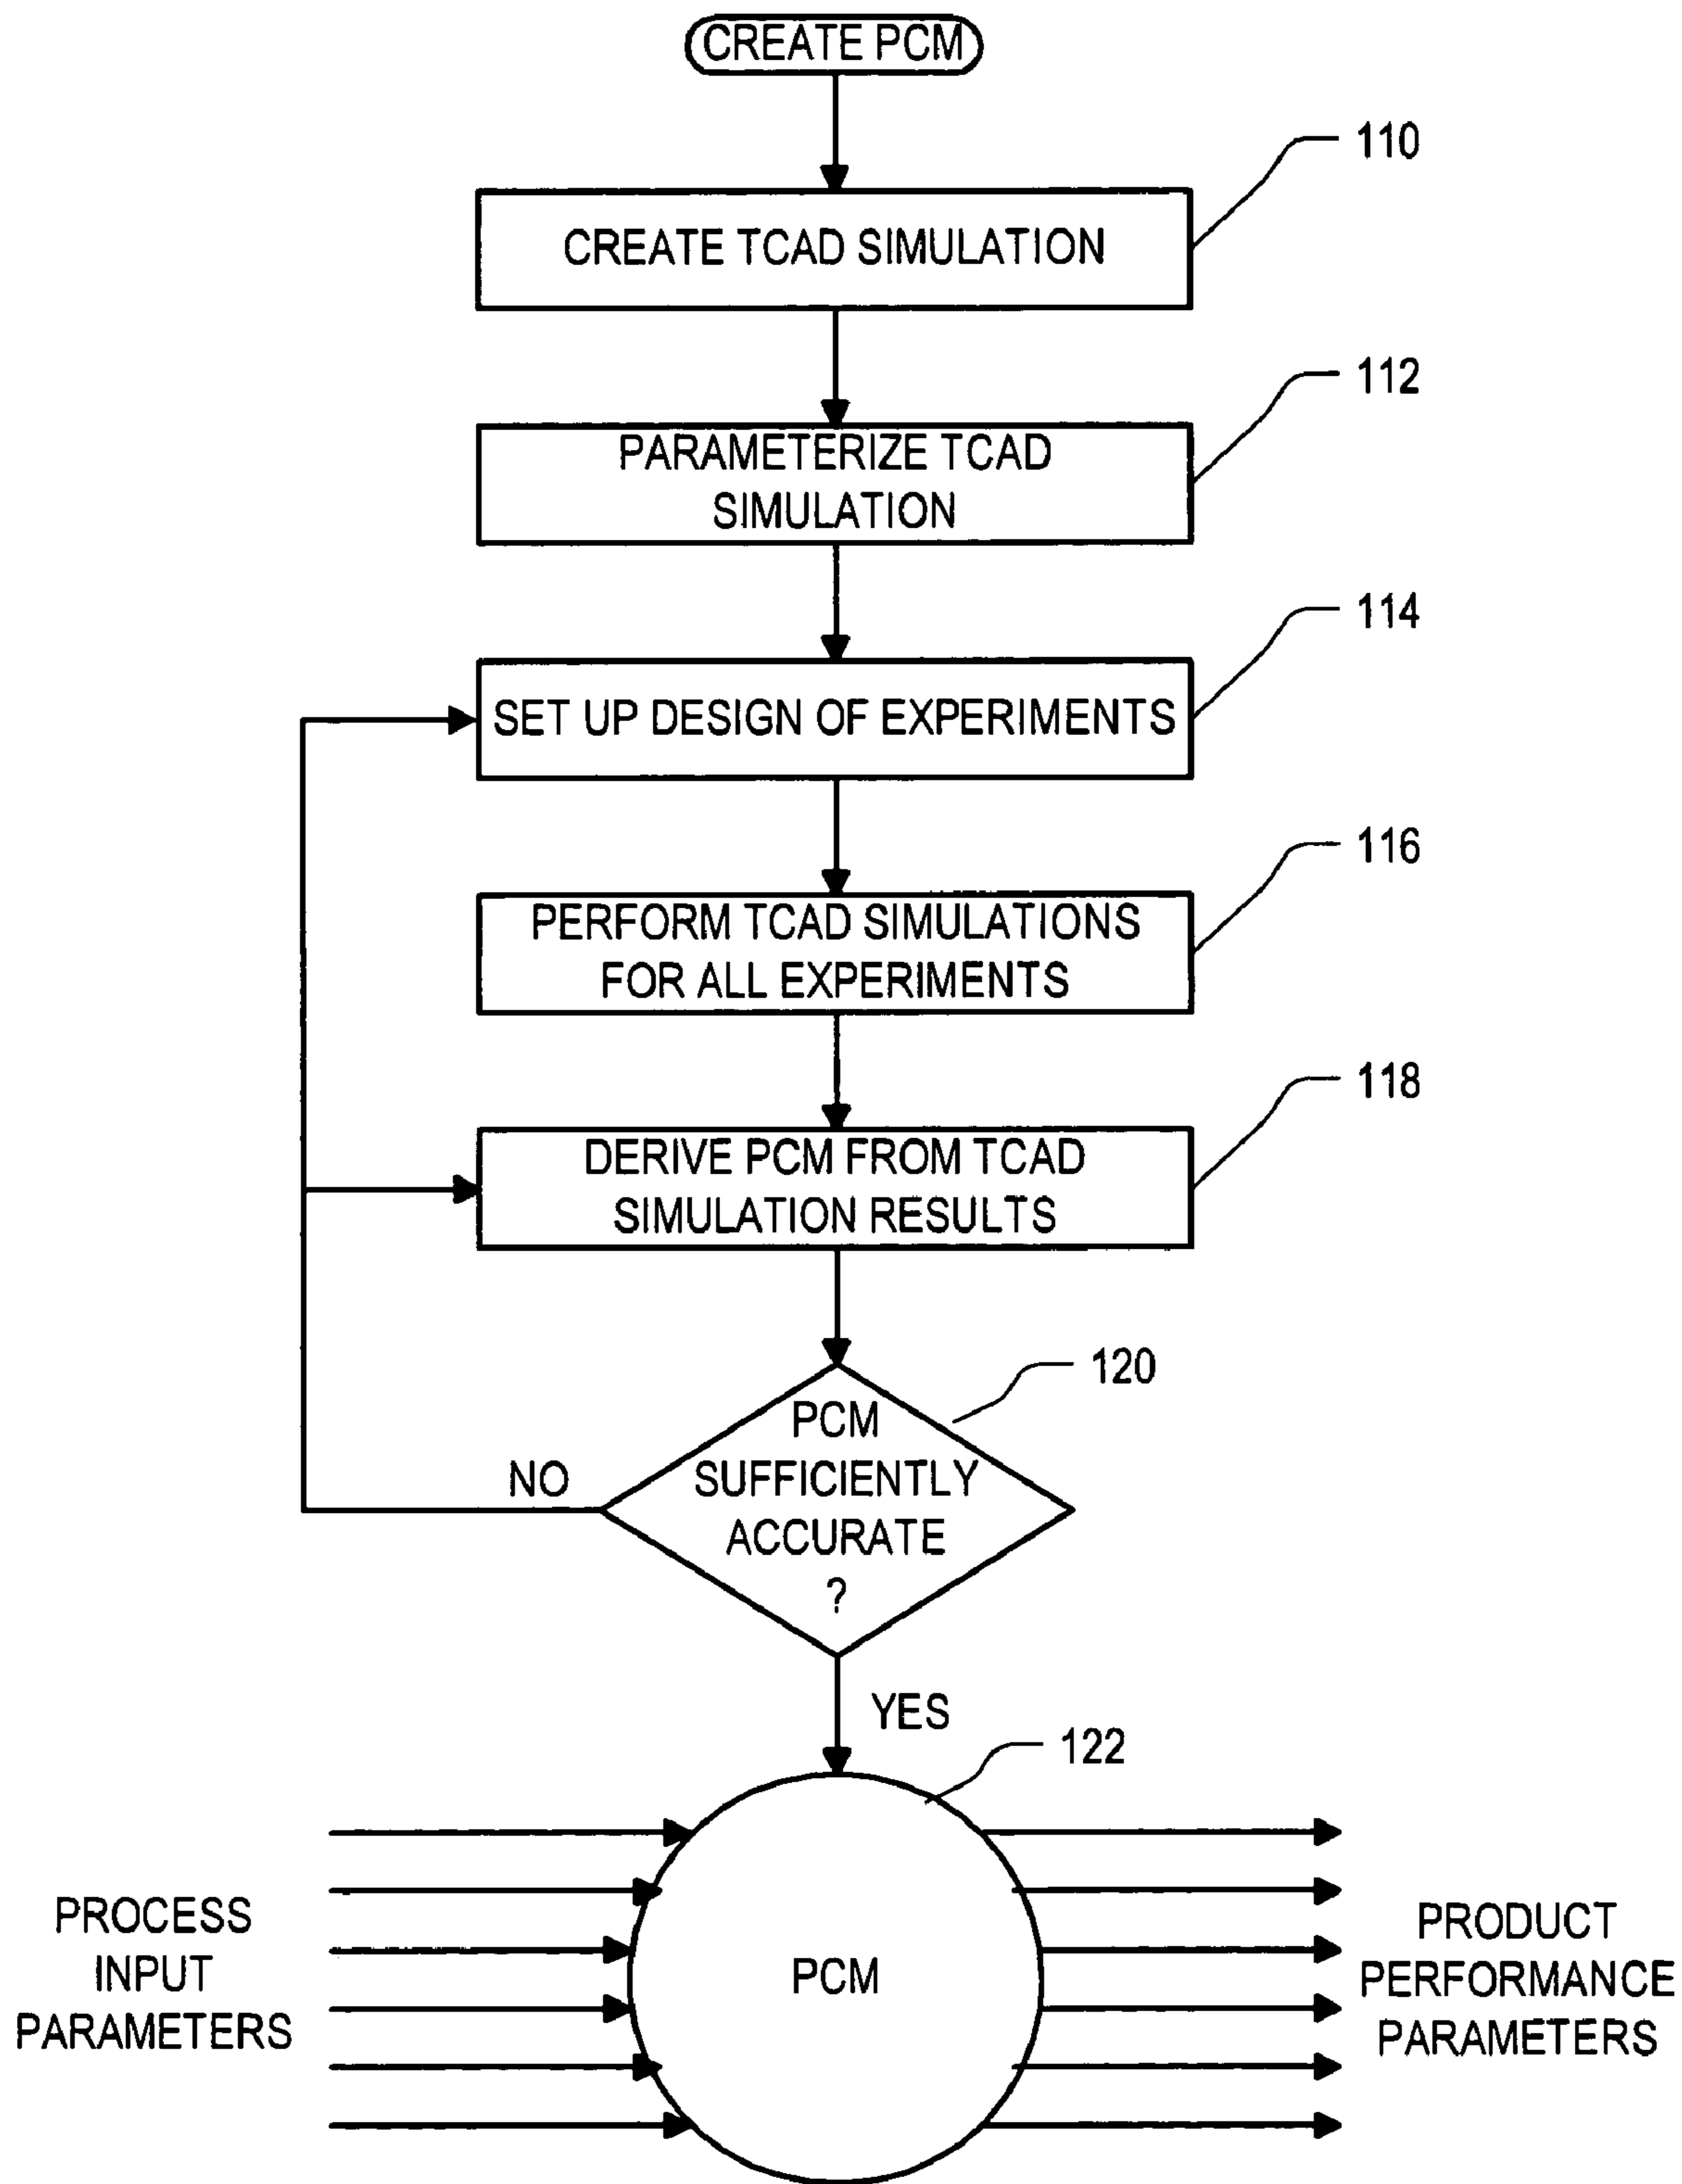 CREATE PCM
110
CREATE TCAD SIMULATION
112
PARAMETERIZE TCAD
SIMULATION
114
SET UP DESIGN OF EXPERIMENTS
116
PERFORM TCAD SIMULATIONS
FOR ALL EXPERIMENTS
118
DERIVE PCM FROM TCAD
SIMULATION RESULTS
120
PCM
SUFFICIENTLY
ACCURATE
?
NO
YES
122
PROCESS
INPUT
PARAMETERS
PCM
PRODUCT
PERFORMANCE
PARAMETERS